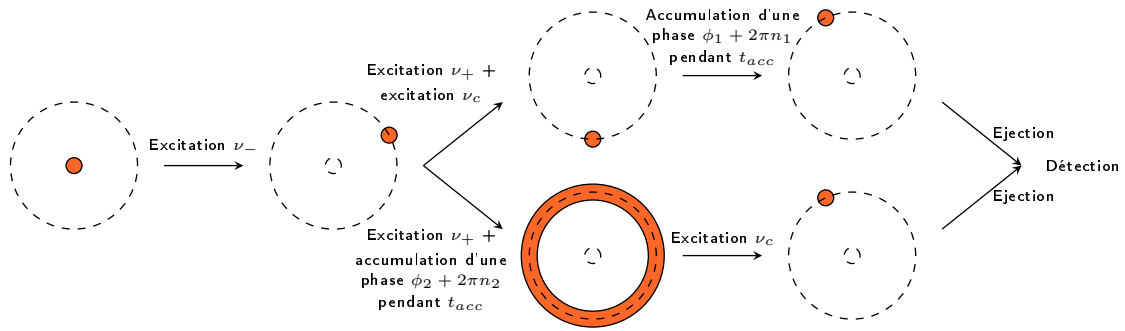 Excitation ν₋
Excitation ν₊ +
excitation ν_c
Accumulation d'une
phase ϕ₁ + 2πn₁
pendant t_acc
Excitation ν₊ +
accumulation d'une
phase ϕ₂ + 2πn₂
pendant t_acc
Excitation ν_c
Ejection
Détection
Ejection